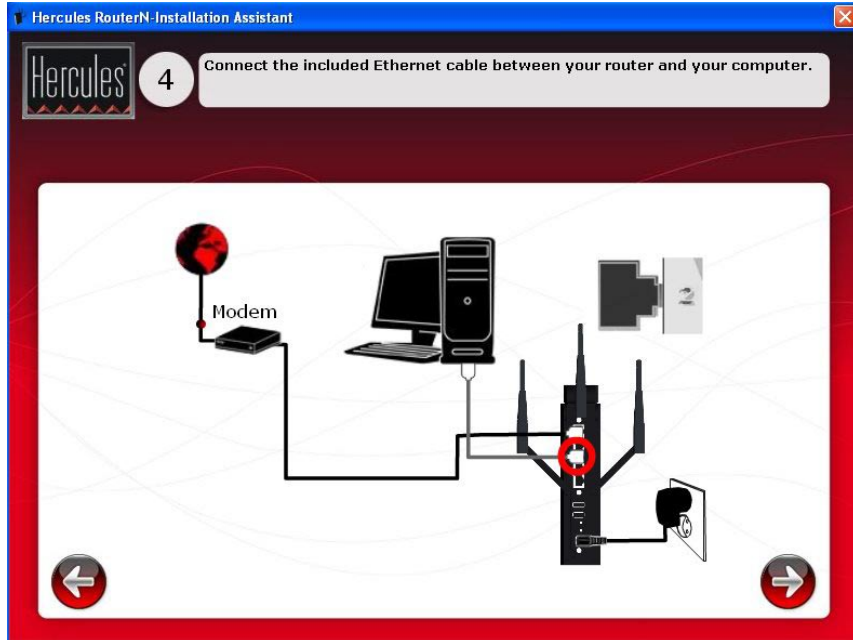 Hercules RouterN-Installation Assistant
Hercules
4
Connect the included Ethernet cable between your router and your computer.
Modem
2